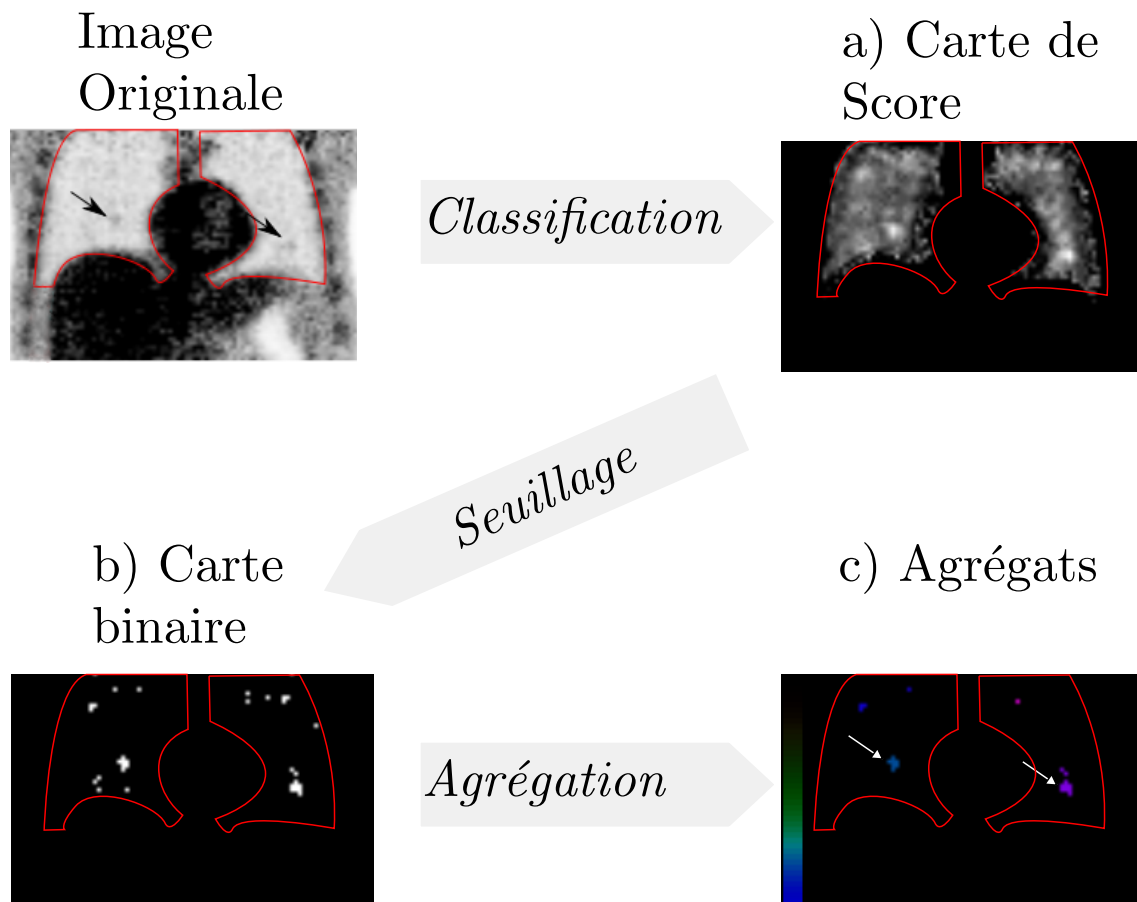 Image
Originale
a) Carte de
Score
Classification
Seuillage
b) Carte
binaire
c) Agrégats
Agrégation